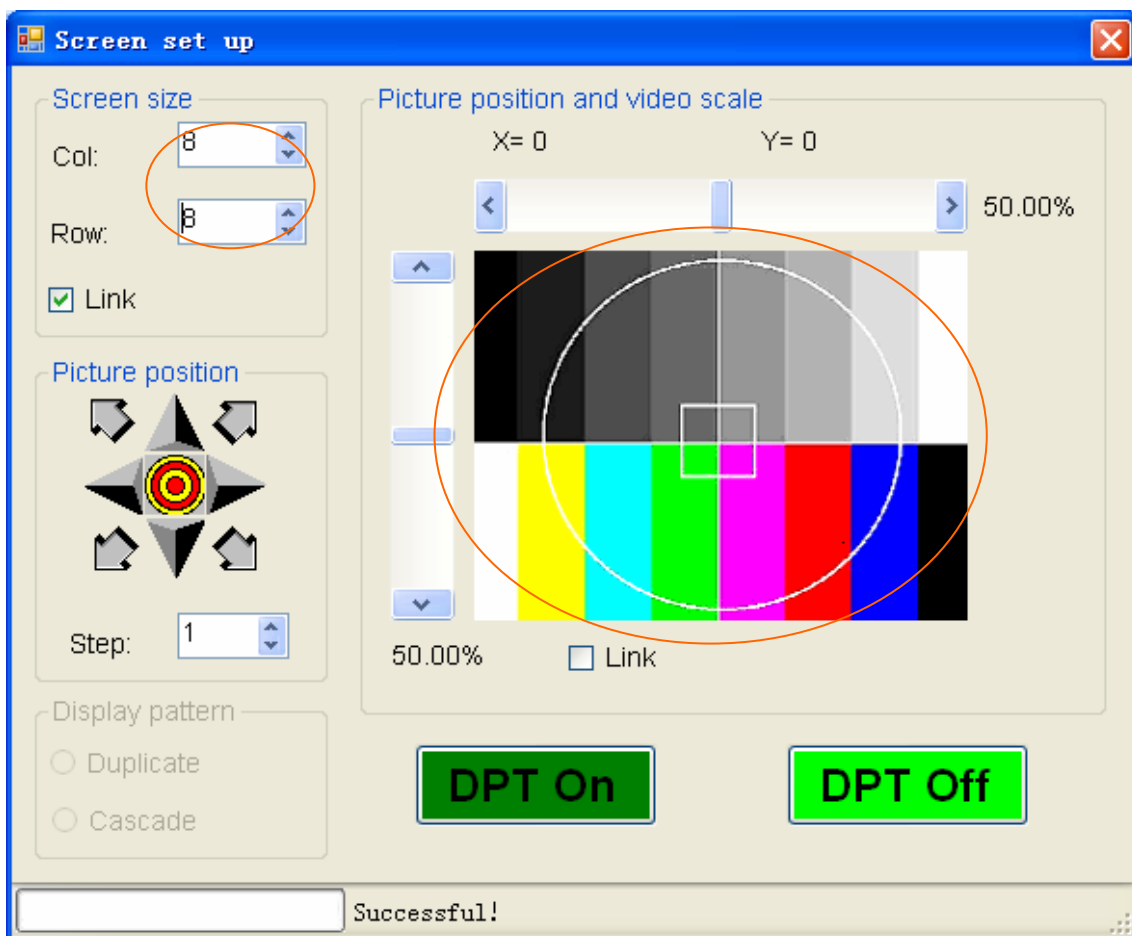 Screen set up
Screen size
Col: 8
Row: 8
Link
Picture position
Step: 1
Display pattern
Duplicate
Cascade
Picture position and video scale
X= 0 Y= 0
50.00%
50.00% Link
DPT On DPT Off
Successful!